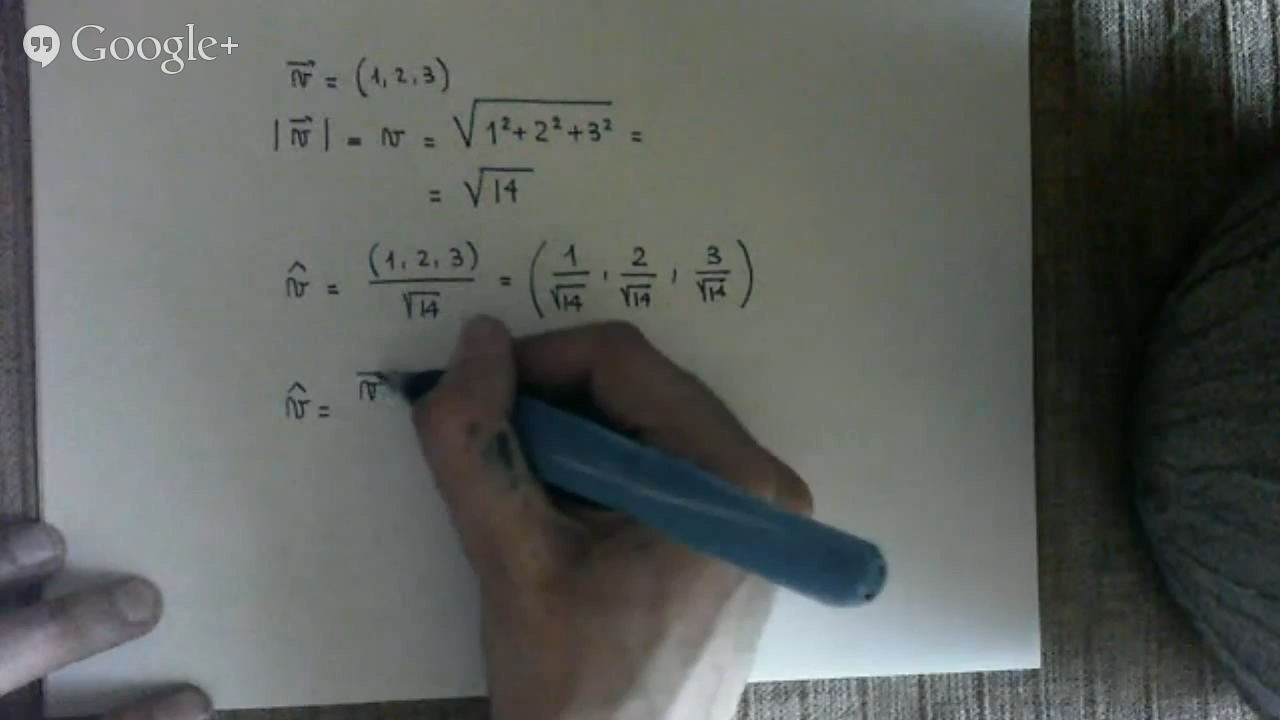 Google+
v⃗ = (1, 2, 3)
|v⃗| = v = √(1² + 2² + 3²) =
= √14
v̂ = (1, 2, 3) / √14 = (1/√14, 2/√14, 3/√14)
v̂ = v⃗